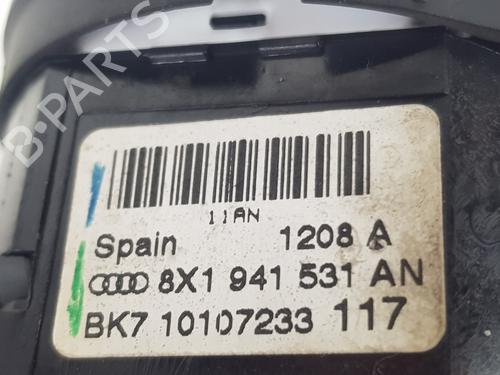 11AN
Spain 1208 A
8X1 941 531 AN
BK7 10107233 117
B-PARTS